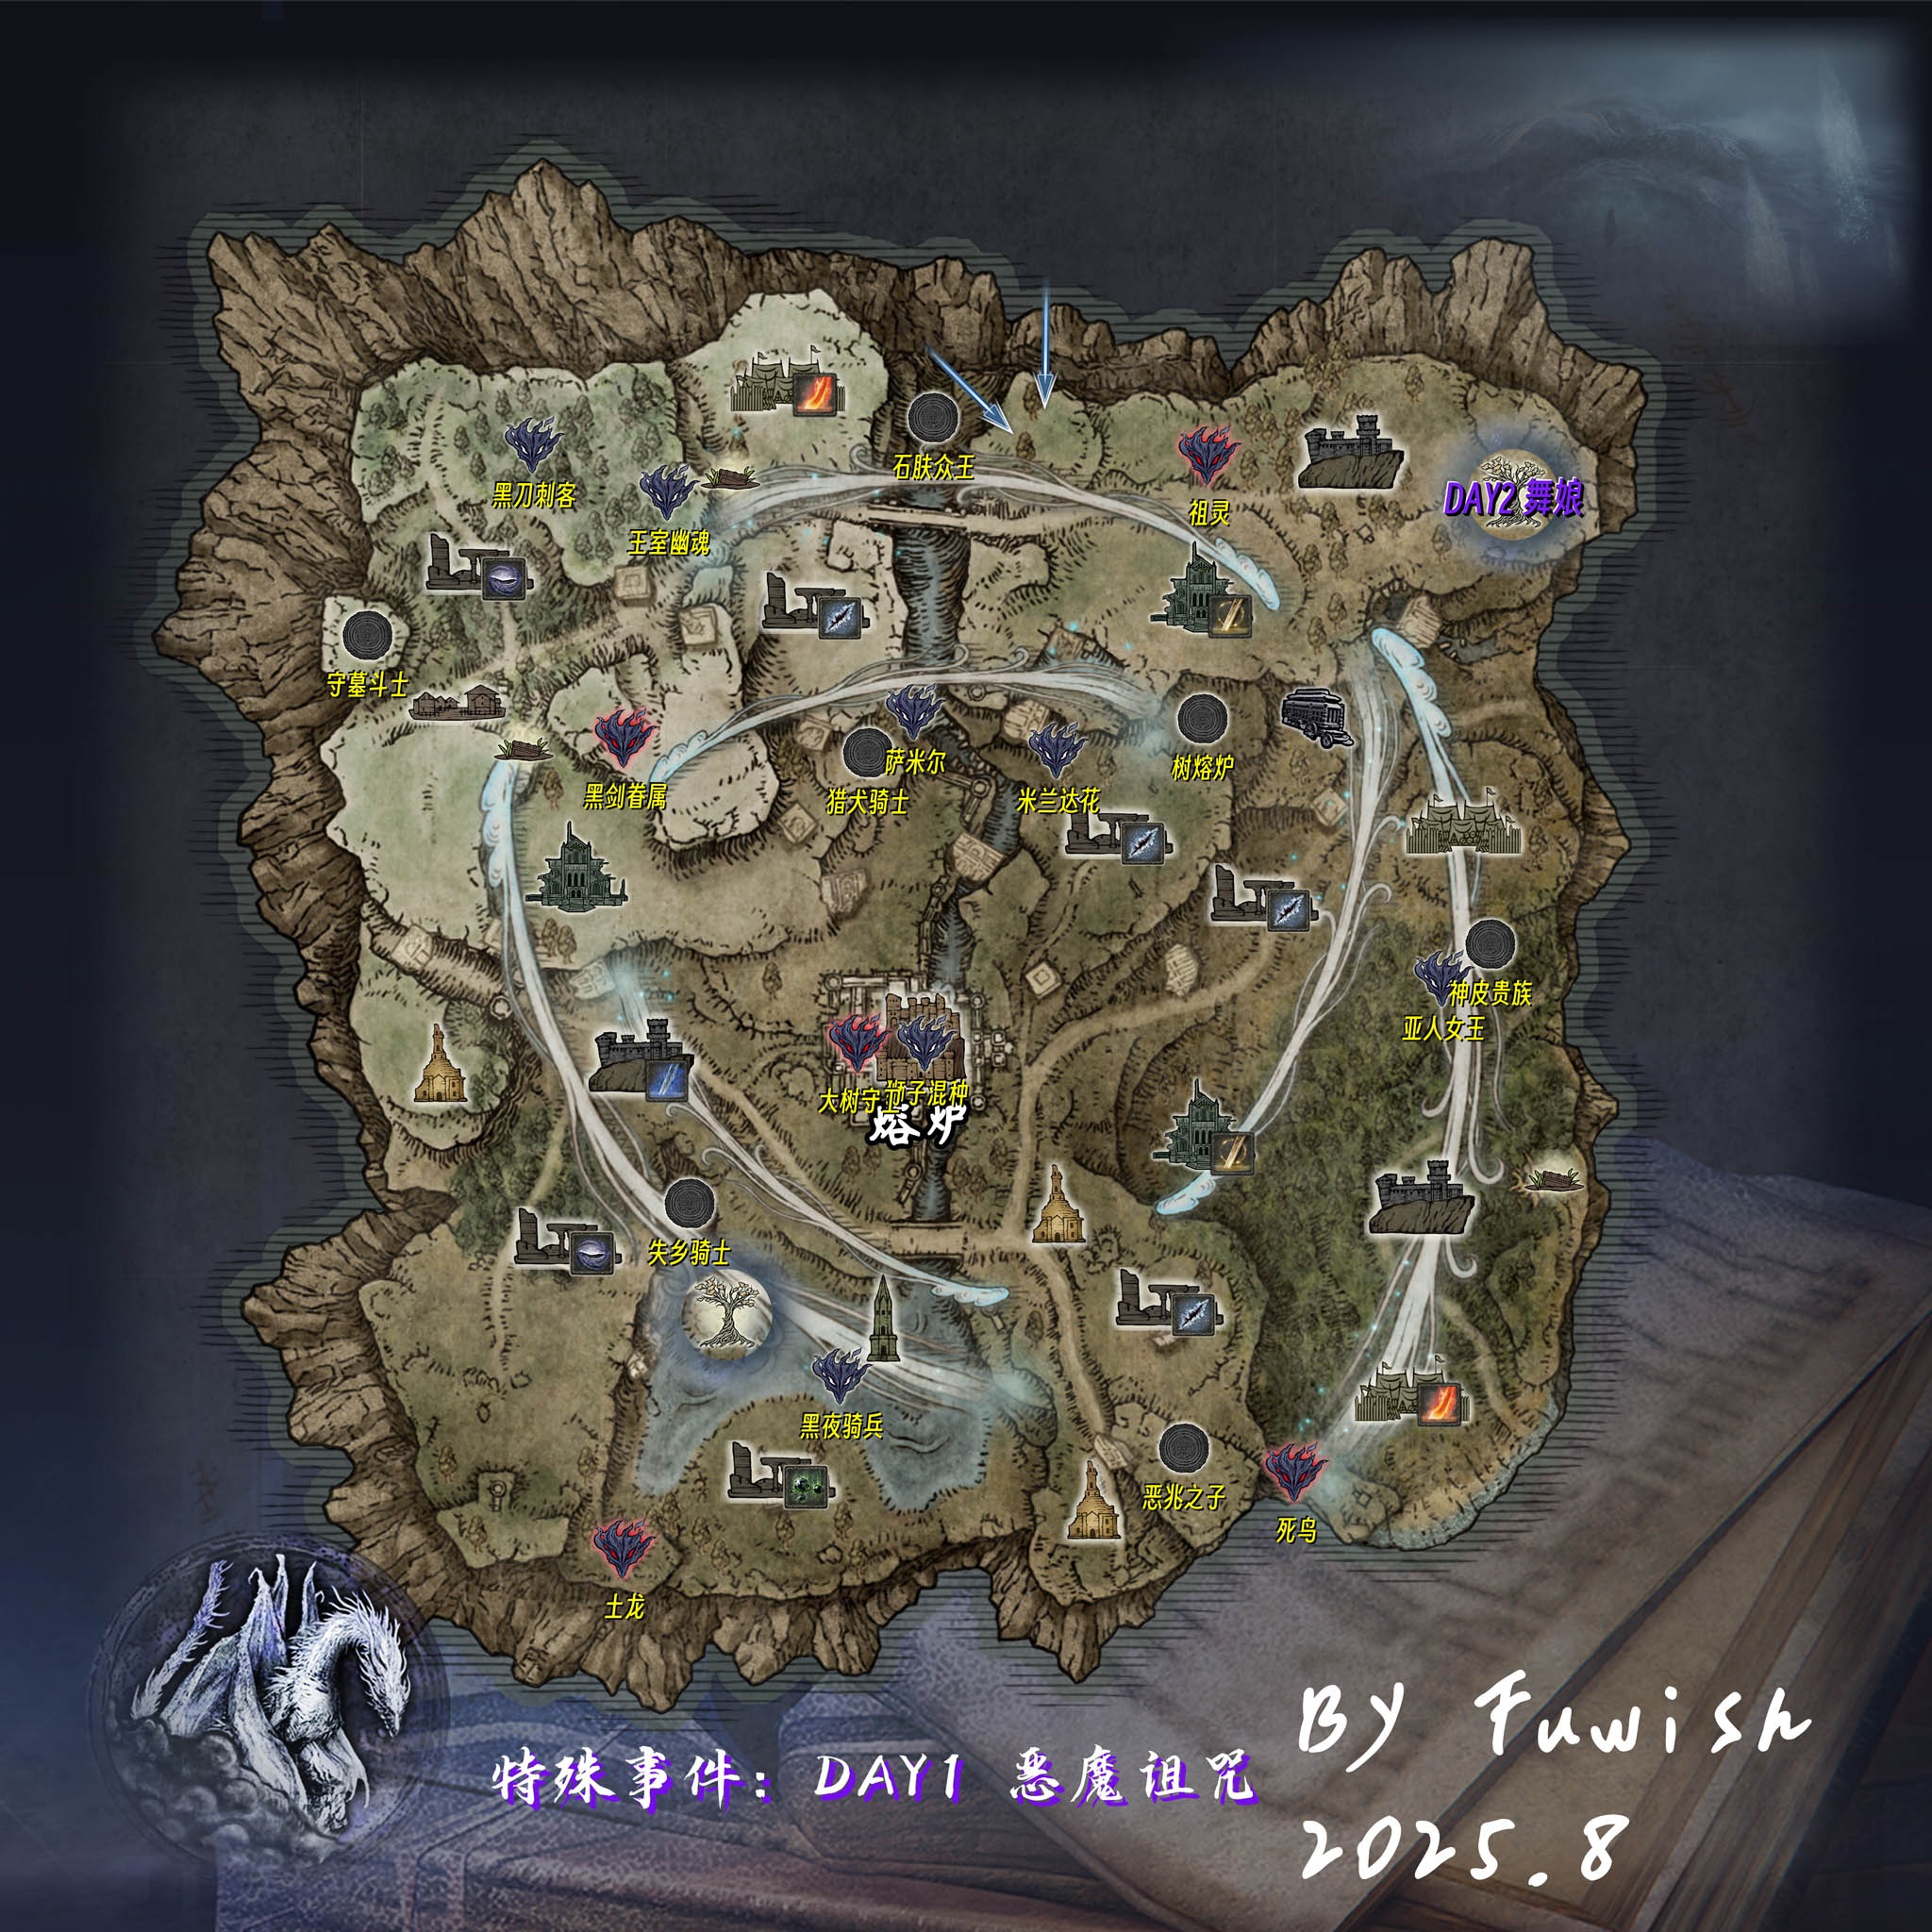 石肤众王
黑刀刺客
王室幽魂
祖灵
DAY2 舞娘
守墓斗士
黑剑眷属
萨米尔
猎犬骑士
米兰达花
树熔炉
神皮贵族
亚人女王
大树守卫
狮子混种
熔炉
失乡骑士
黑夜骑兵
恶兆之子
死鸟
土龙
特殊事件：DAY1 恶魔诅咒
By Fuwish
2025.8